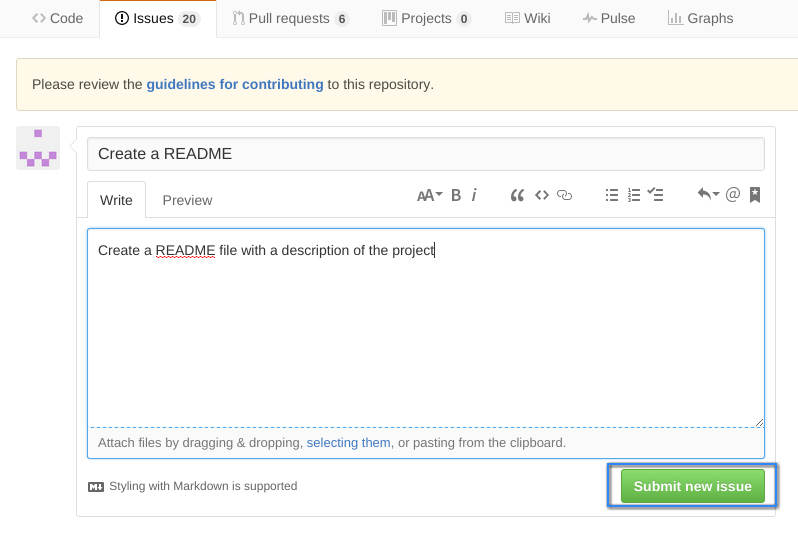 Code Issues 20 Pull requests 6 Projects 0 Wiki Pulse Graphs
Please review the guidelines for contributing to this repository.
Create a README
Write Preview AA B i @
Create a README file with a description of the project
Attach files by dragging & dropping, selecting them, or pasting from the clipboard.
Styling with Markdown is supported
Submit new issue